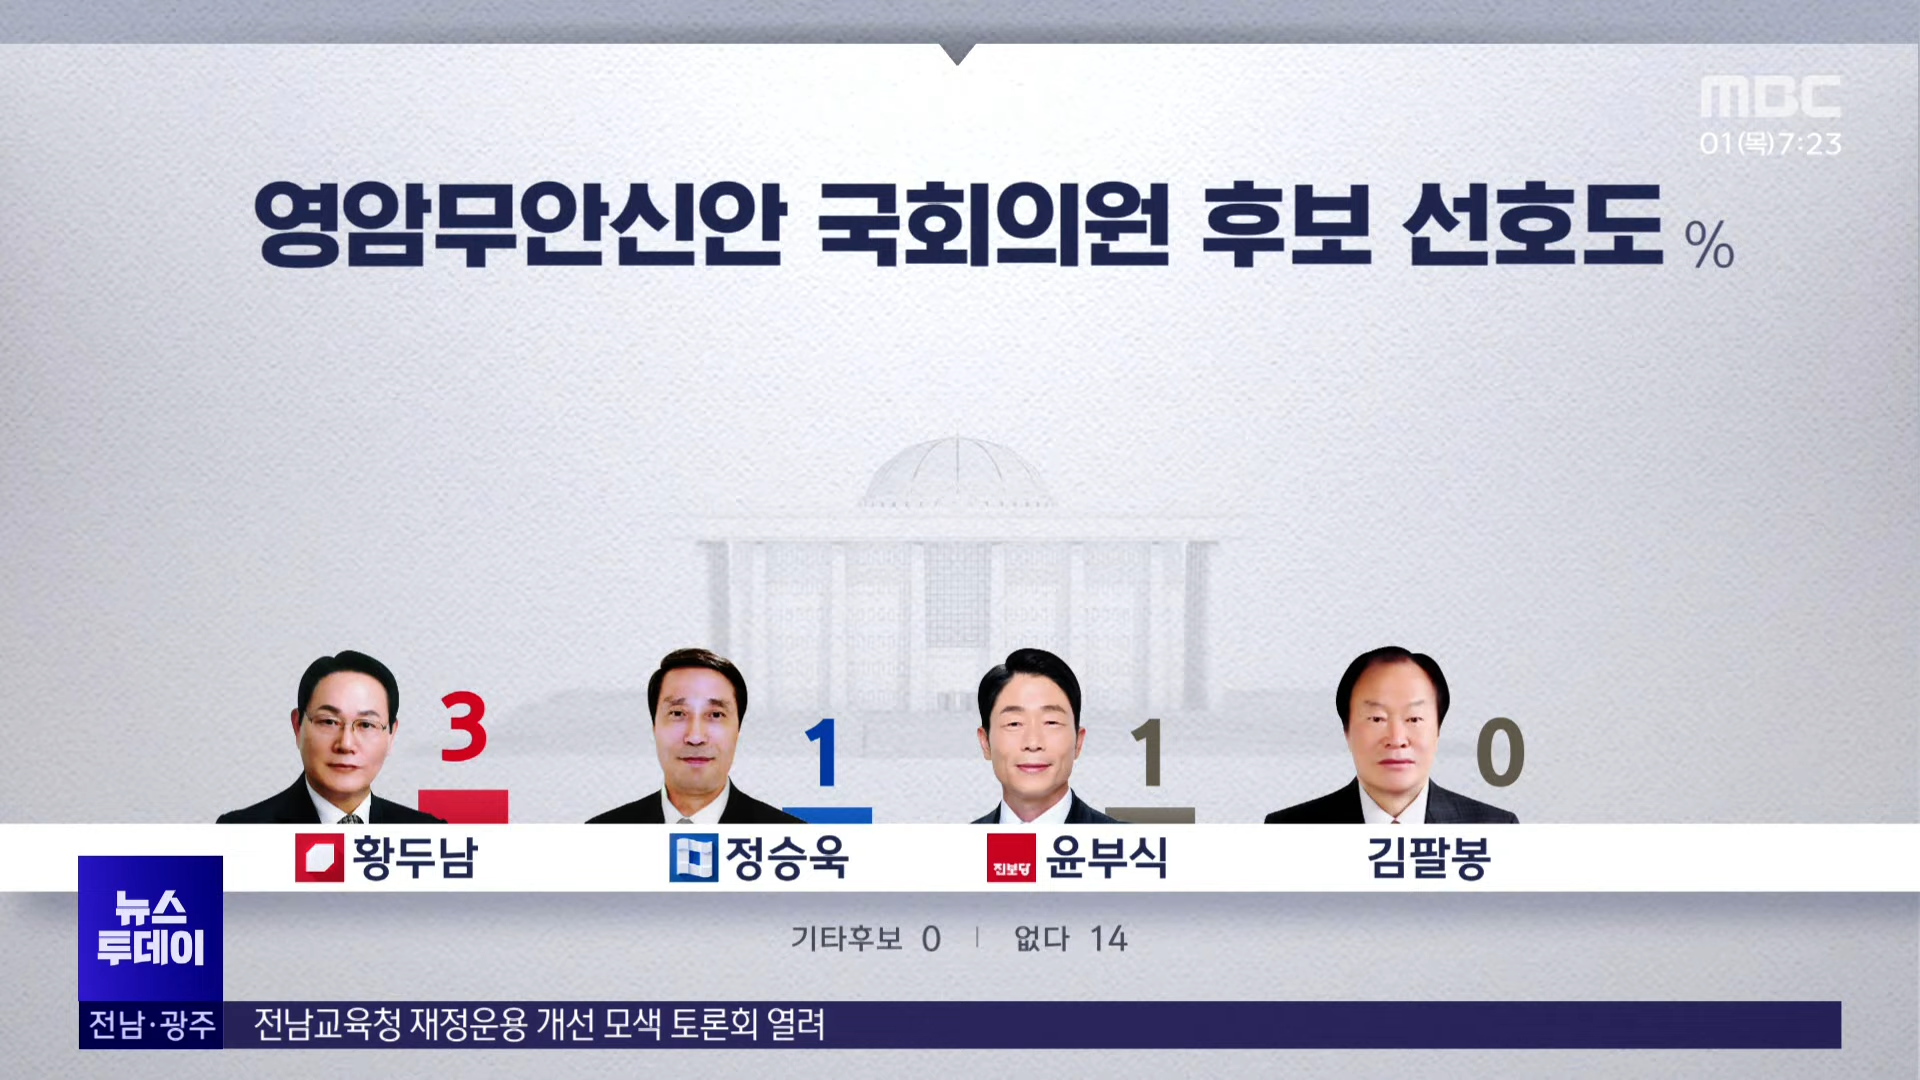 MBC
01(목)7:23
영암무안신안 국회의원 후보 선호도 %
3
1
1
0
황두남
정승욱
진보당 윤부식
김팔봉
기타후보 0 | 없다 14
뉴스
투데이
전남·광주 전남교육청 재정운용 개선 모색 토론회 열려